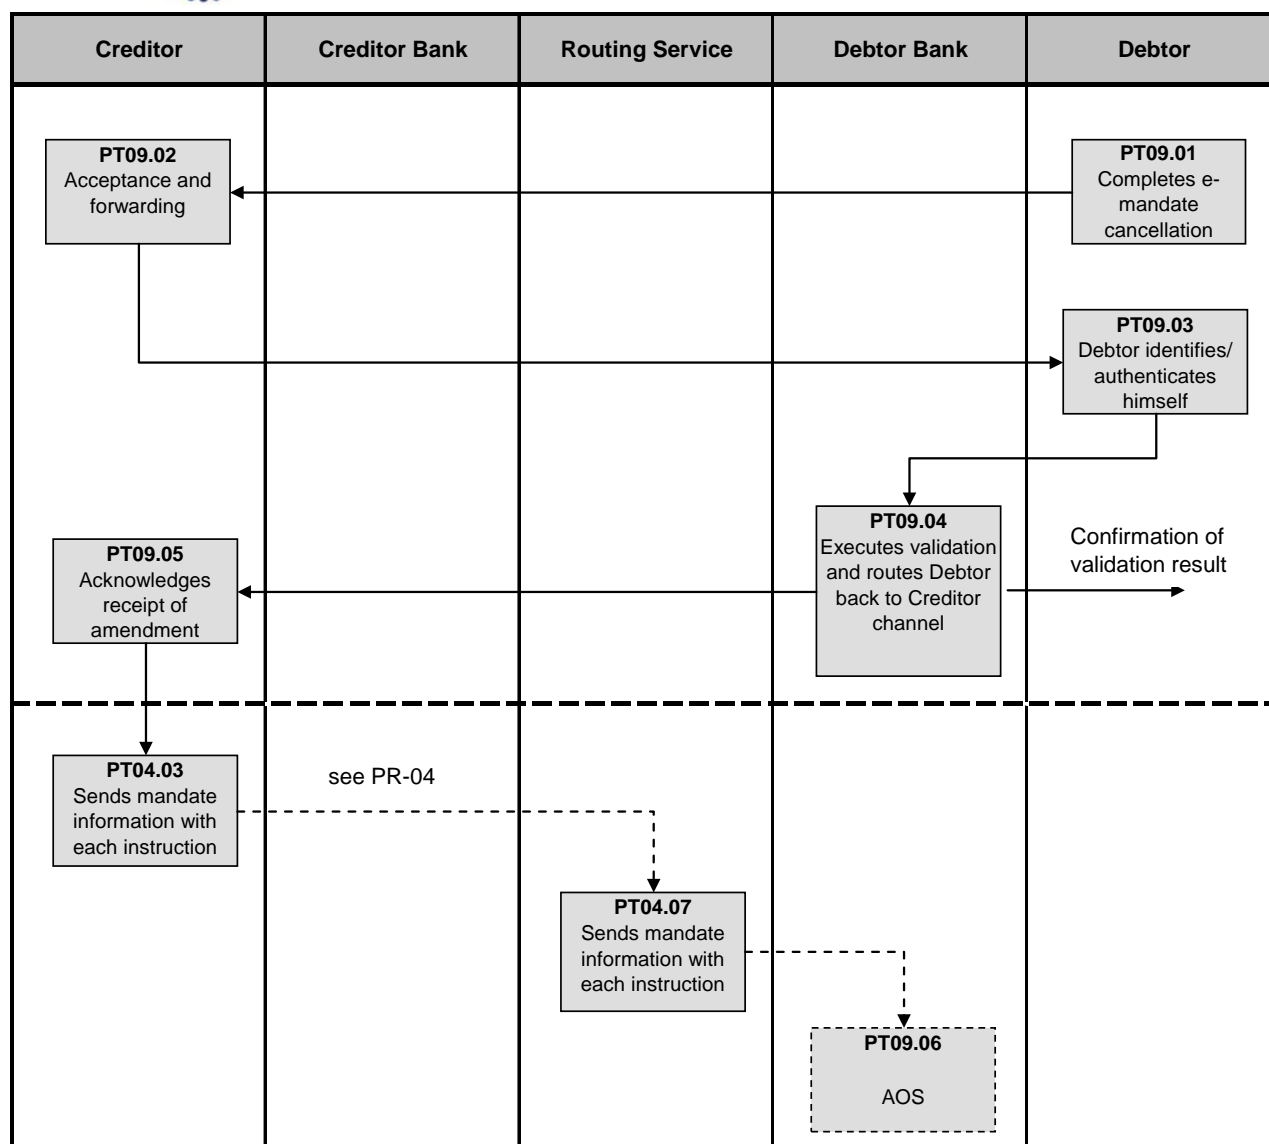 Creditor
Creditor Bank
Routing Service
Debtor Bank
Debtor
PT09.02
Acceptance and
forwarding
PT09.01
Completes e-
mandate
cancellation
PT09.03
Debtor identifies/
authenticates
himself
PT09.04
Executes validation
and routes Debtor
back to Creditor
channel
Confirmation of
validation result
PT09.05
Acknowledges
receipt of
amendment
PT04.03
Sends mandate
information with
each instruction
see PR-04
PT04.07
Sends mandate
information with
each instruction
PT09.06
AOS